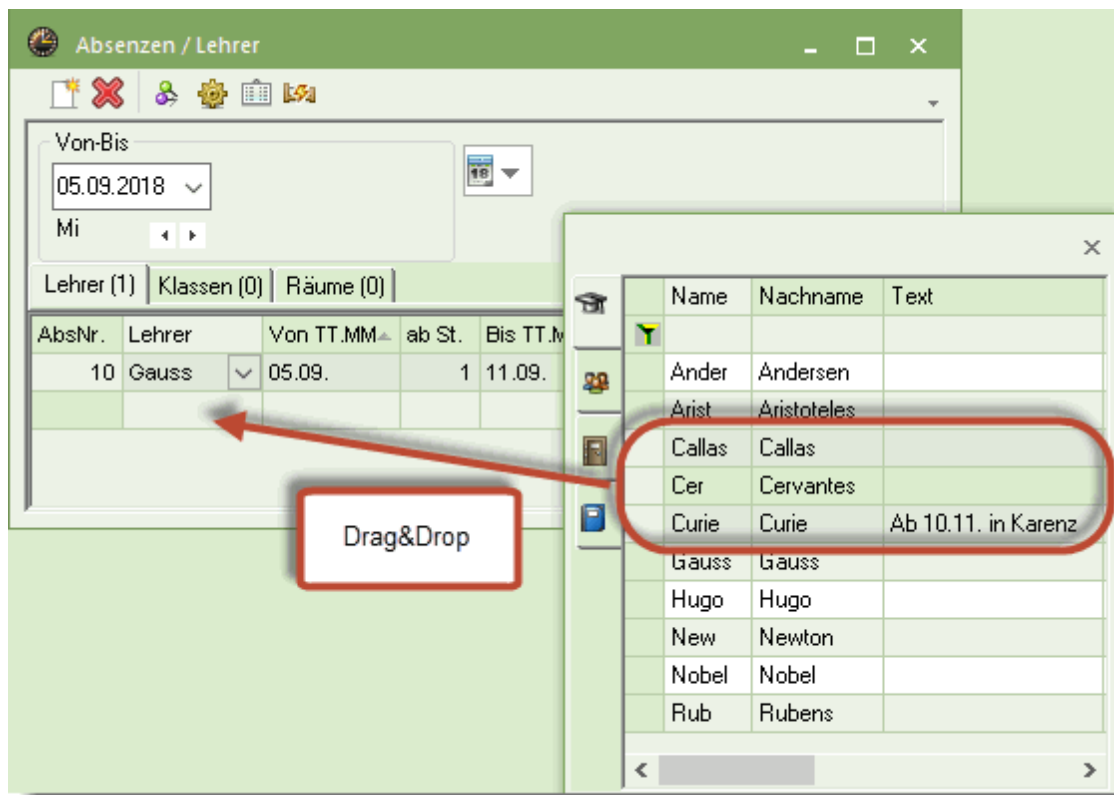 Absenzen / Lehrer
Von-Bis
05.09.2018
18
Mi
Lehrer (1) Klassen (0) Räume (0)
AbsNr. Lehrer Von TT.MM ab St. Bis TT.M
10 Gauss 05.09. 1 11.09.
Drag&Drop
Name Nachname Text
Ander Andersen
Arist Aristoteles
Callas Callas
Cer Cervantes
Curie Curie Ab 10.11. in Karenz
Gauss Gauss
Hugo Hugo
New Newton
Nobel Nobel
Rub Rubens